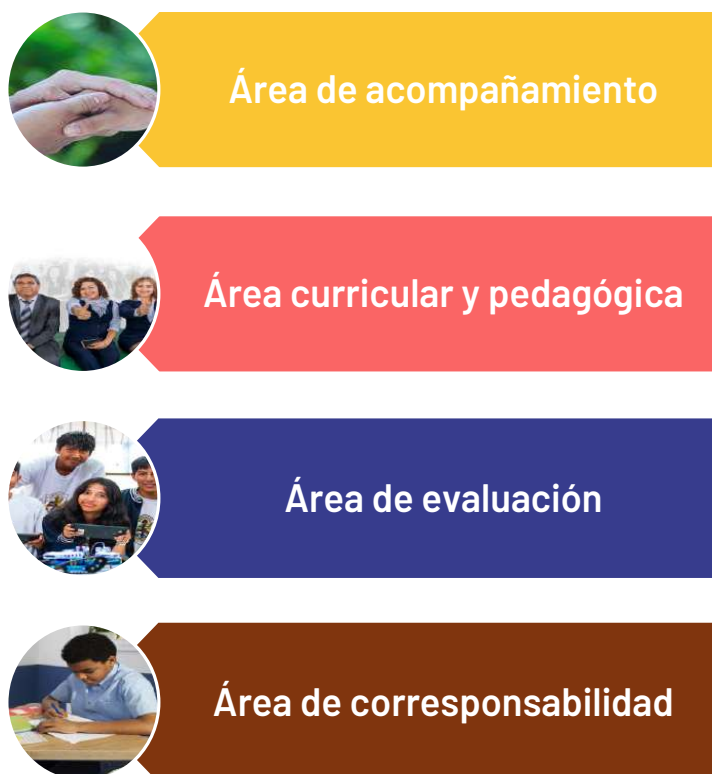 Área de acompañamiento
Área curricular y pedagógica
Área de evaluación
Área de corresponsabilidad